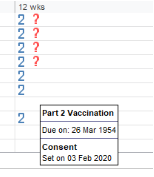 12 wks
2 ?
2 ?
2 ?
2 ?
2
2
2
Part 2 Vaccination
Due on: 26 Mar 1954
Consent
Set on 03 Feb 2020